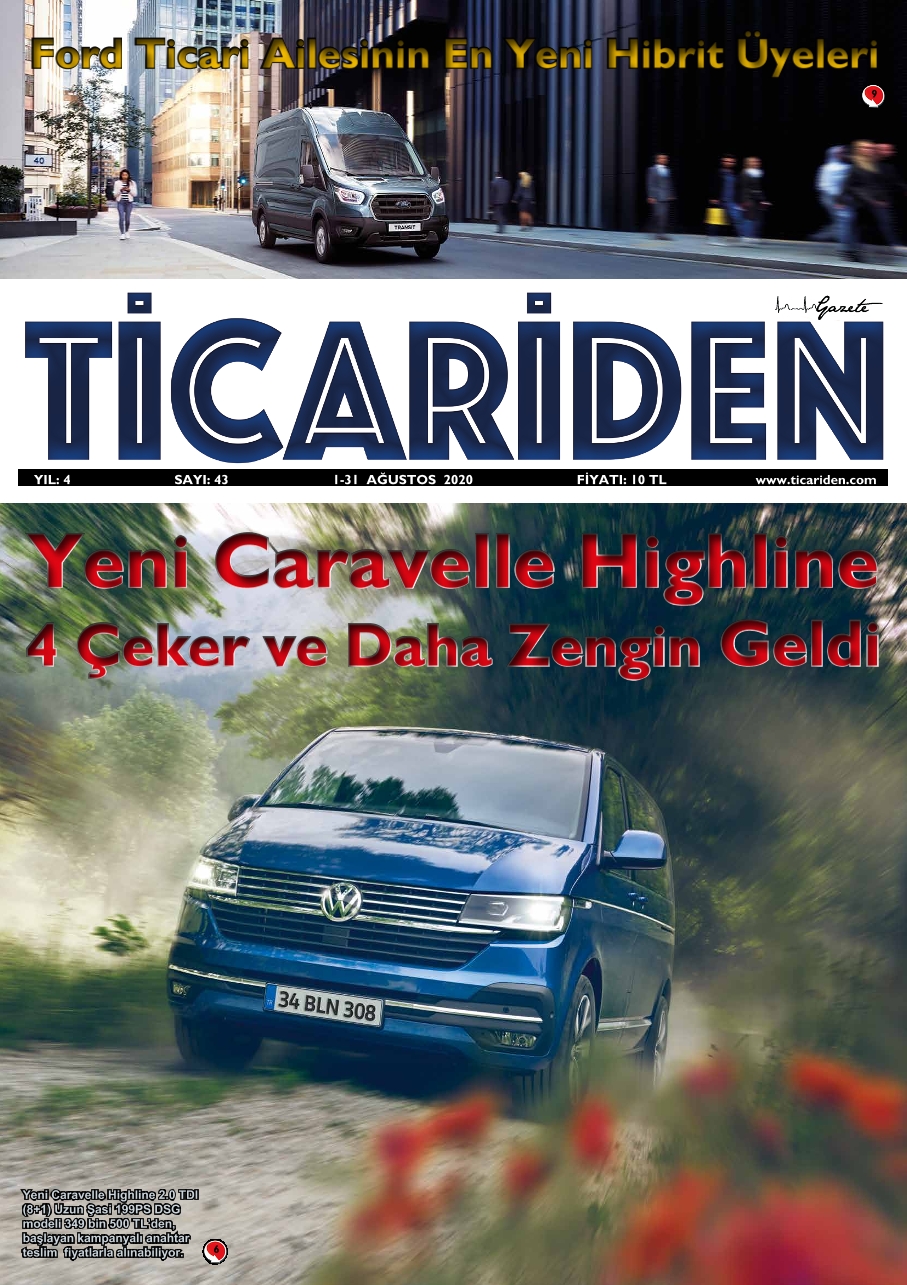 Ford Ticari Ailesinin En Yeni Hibrit Üyeleri
9
40
TRANSIT
Gazete
TİCARİDEN
YIL: 4 SAYI: 43 1-31 AĞUSTOS 2020 FİYATI: 10 TL www.ticariden.com
Yeni Caravelle Highline
4 Çeker ve Daha Zengin Geldi
TR 34 BLN 308
Yeni Caravelle Highline 2.0 TDI
(8+1) Uzun Şasi 199PS DSG
modeli 349 bin 500 TL'den,
başlayan kampanyalı anahtar
teslim fiyatlarla alınabiliyor.
6